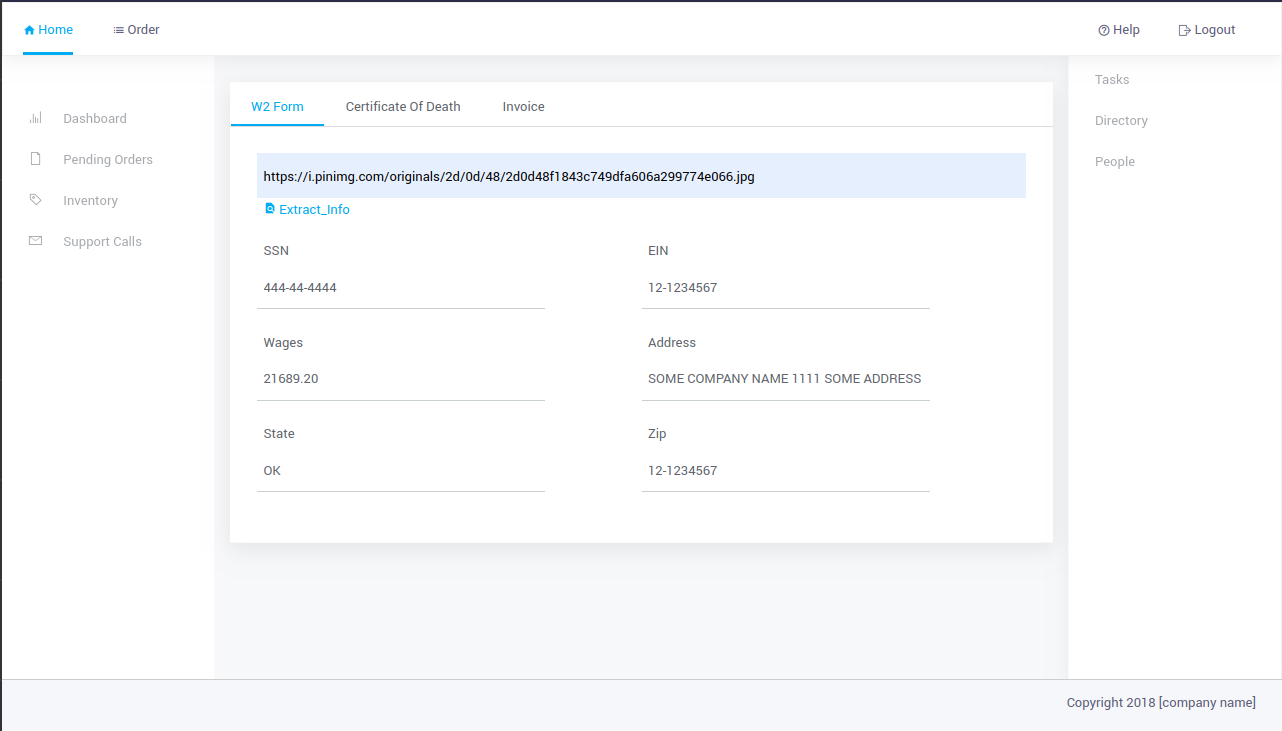 Home Order Help Logout
Dashboard
Pending Orders
Inventory
Support Calls
W2 Form Certificate Of Death Invoice
https://i.pinimg.com/originals/2d/0d/48/2d0d48f1843c749dfa606a299774e066.jpg
Extract_Info
SSN EIN
444-44-4444 12-1234567
Wages Address
21689.20 SOME COMPANY NAME 1111 SOME ADDRESS
State Zip
OK 12-1234567
Tasks
Directory
People
Copyright 2018 [company name]